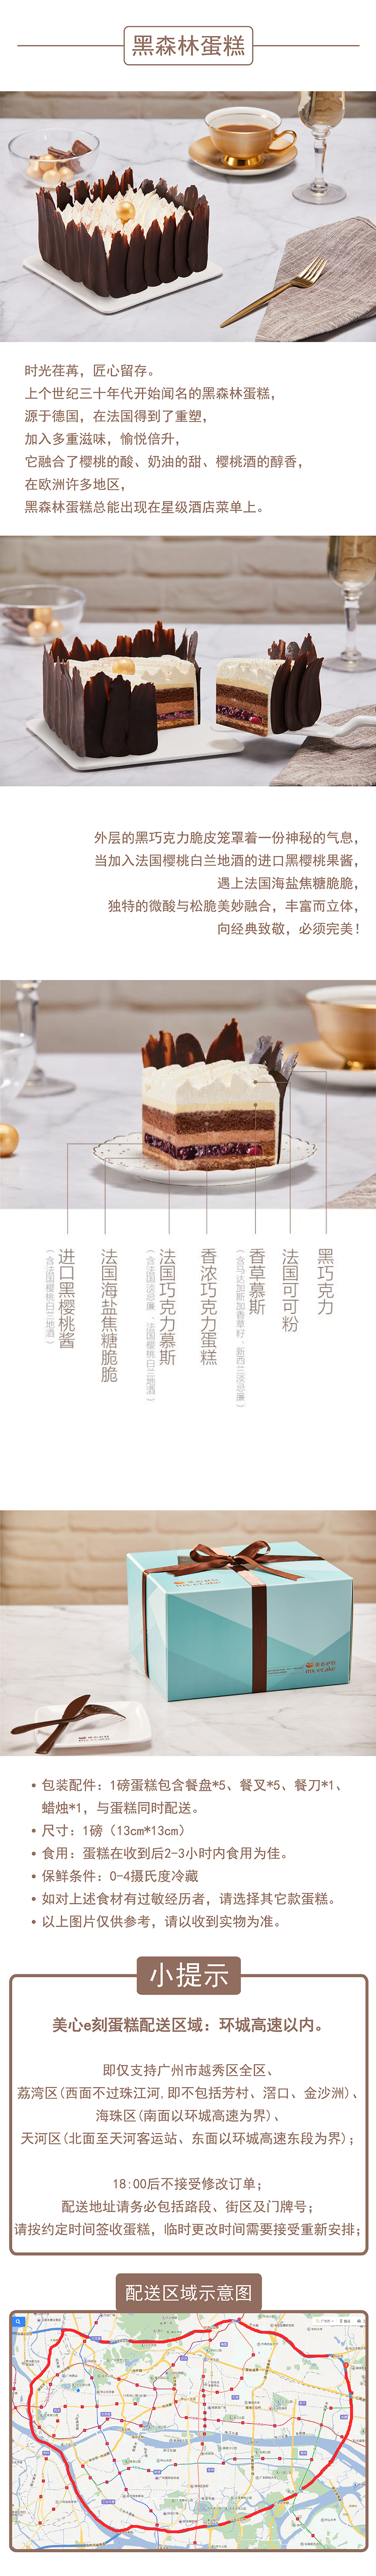 黑森林蛋糕
时光荏苒，匠心留存。
上个世纪三十年代开始闻名的黑森林蛋糕，
源于德国，在法国得到了重塑，
加入多重滋味，愉悦倍升，
它融合了樱桃的酸、奶油的甜、樱桃酒的醇香，
在欧洲许多地区，
黑森林蛋糕总能出现在星级酒店菜单上。
外层的黑巧克力脆皮笼罩着一份神秘的气息，
当加入法国樱桃白兰地酒的进口黑樱桃果酱，
遇上法国海盐焦糖脆脆，
独特的微酸与松脆美妙融合，丰富而立体，
向经典致敬，必须完美！
进口黑樱桃酱
（含法国樱桃白兰地酒）
法国海盐焦糖脆脆
法国巧克力慕斯
（含法国淡忌廉、法国樱桃白兰地酒）
香浓巧克力蛋糕
香草慕斯
（含马达加斯加香草籽、新西兰淡忌廉）
法国可可粉
黑巧克力
美心e刻
mx·ecake
美心e刻
mx·ecake
• 包装配件：1磅蛋糕包含餐盘*5、餐叉*5、餐刀*1、
蜡烛*1，与蛋糕同时配送。
• 尺寸：1磅（13cm*13cm）
• 食用：蛋糕在收到后2-3小时内食用为佳。
• 保鲜条件：0-4摄氏度冷藏
• 如对上述食材有过敏经历者，请选择其它款蛋糕。
• 以上图片仅供参考，请以收到实物为准。
小提示
美心e刻蛋糕配送区域：环城高速以内。
即仅支持广州市越秀区全区、
荔湾区(西面不过珠江河,即不包括芳村、滘口、金沙洲)、
海珠区(南面以环城高速为界)、
天河区(北面至天河客运站、东面以环城高速东段为界)；
18:00后不接受修改订单；
配送地址请务必包括路段、街区及门牌号；
请按约定时间签收蛋糕，临时更改时间需要接受重新安排；
配送区域示意图